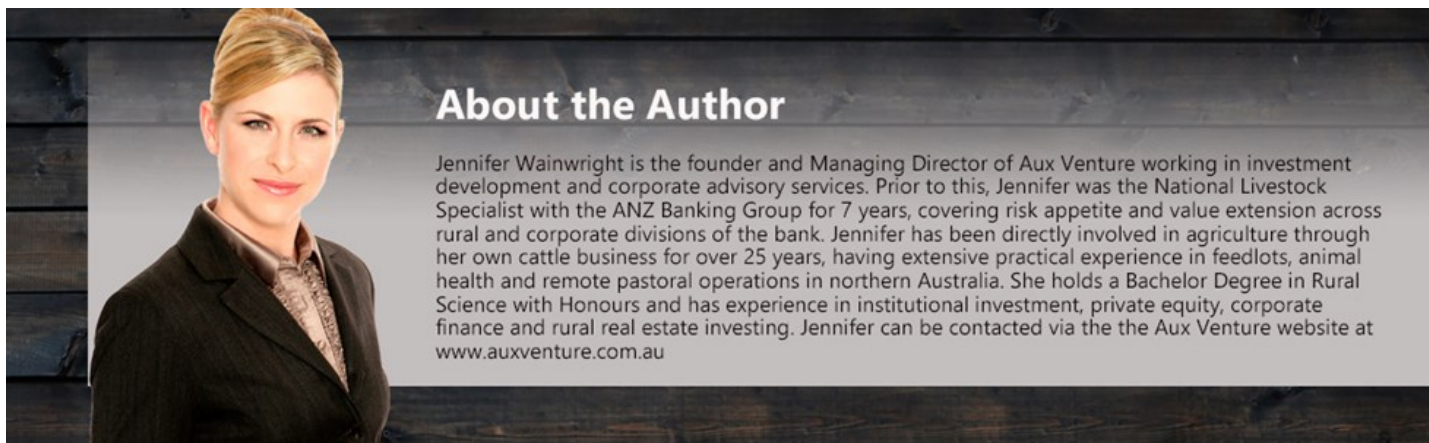 About the Author
Jennifer Wainwright is the founder and Managing Director of Aux Venture working in investment
development and corporate advisory services. Prior to this, Jennifer was the National Livestock
Specialist with the ANZ Banking Group for 7 years, covering risk appetite and value extension across
rural and corporate divisions of the bank. Jennifer has been directly involved in agriculture through
her own cattle business for over 25 years, having extensive practical experience in feedlots, animal
health and remote pastoral operations in northern Australia. She holds a Bachelor Degree in Rural
Science with Honours and has experience in institutional investment, private equity, corporate
finance and rural real estate investing. Jennifer can be contacted via the the Aux Venture website at
www.auxventure.com.au